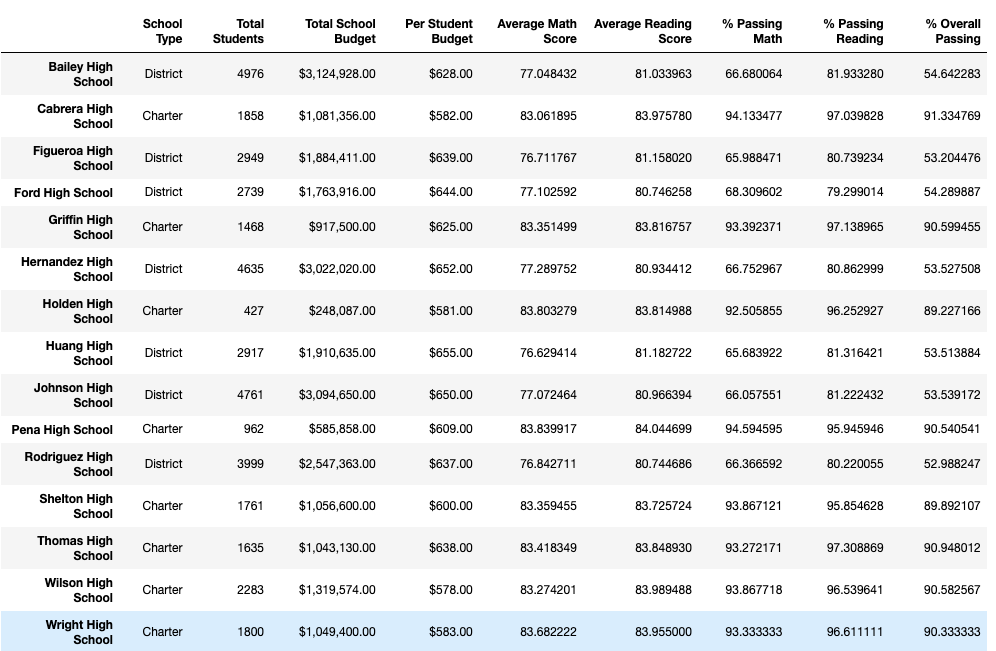 School Type Total Students Total School Budget Per Student Budget Average Math Score Average Reading Score % Passing Math % Passing Reading % Overall Passing
Bailey High School District 4976 $3,124,928.00 $628.00 77.048432 81.033963 66.680064 81.933280 54.642283
Cabrera High School Charter 1858 $1,081,356.00 $582.00 83.061895 83.975780 94.133477 97.039828 91.334769
Figueroa High School District 2949 $1,884,411.00 $639.00 76.711767 81.158020 65.988471 80.739234 53.204476
Ford High School District 2739 $1,763,916.00 $644.00 77.102592 80.746258 68.309602 79.299014 54.289887
Griffin High School Charter 1468 $917,500.00 $625.00 83.351499 83.816757 93.392371 97.138965 90.599455
Hernandez High School District 4635 $3,022,020.00 $652.00 77.289752 80.934412 66.752967 80.862999 53.527508
Holden High School Charter 427 $248,087.00 $581.00 83.803279 83.814988 92.505855 96.252927 89.227166
Huang High School District 2917 $1,910,635.00 $655.00 76.629414 81.182722 65.683922 81.316421 53.513884
Johnson High School District 4761 $3,094,650.00 $650.00 77.072464 80.966394 66.057551 81.222432 53.539172
Pena High School Charter 962 $585,858.00 $609.00 83.839917 84.044699 94.594595 95.945946 90.540541
Rodriguez High School District 3999 $2,547,363.00 $637.00 76.842711 80.744686 66.366592 80.220055 52.988247
Shelton High School Charter 1761 $1,056,600.00 $600.00 83.359455 83.725724 93.867121 95.854628 89.892107
Thomas High School Charter 1635 $1,043,130.00 $638.00 83.418349 83.848930 93.272171 97.308869 90.948012
Wilson High School Charter 2283 $1,319,574.00 $578.00 83.274201 83.989488 93.867718 96.539641 90.582567
Wright High School Charter 1800 $1,049,400.00 $583.00 83.682222 83.955000 93.333333 96.611111 90.333333